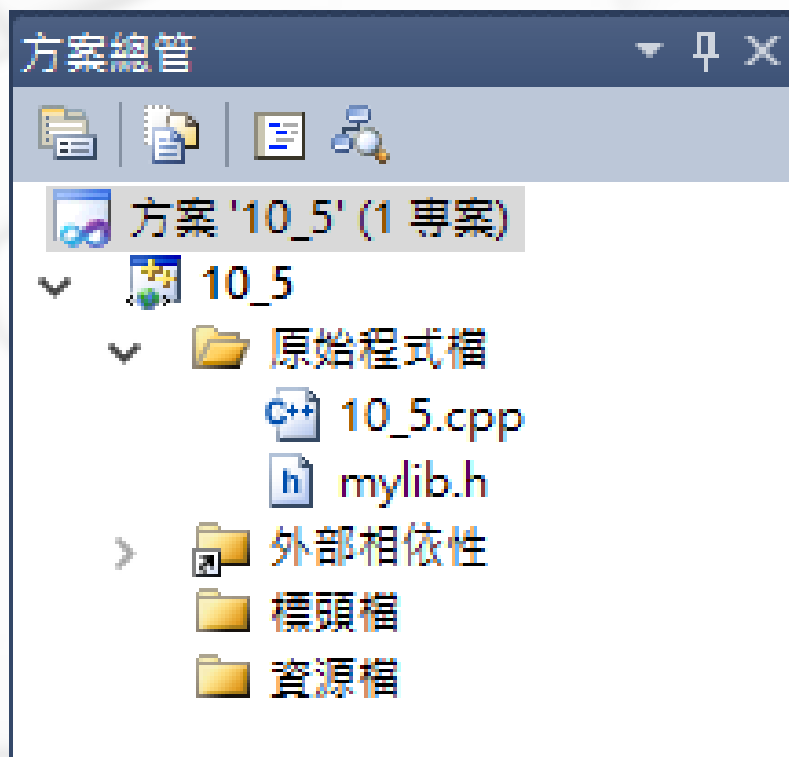 方案總管
方案 '10_5' (1 專案)
10_5
原始程式檔
C++ 10_5.cpp
h mylib.h
外部相依性
標頭檔
資源檔